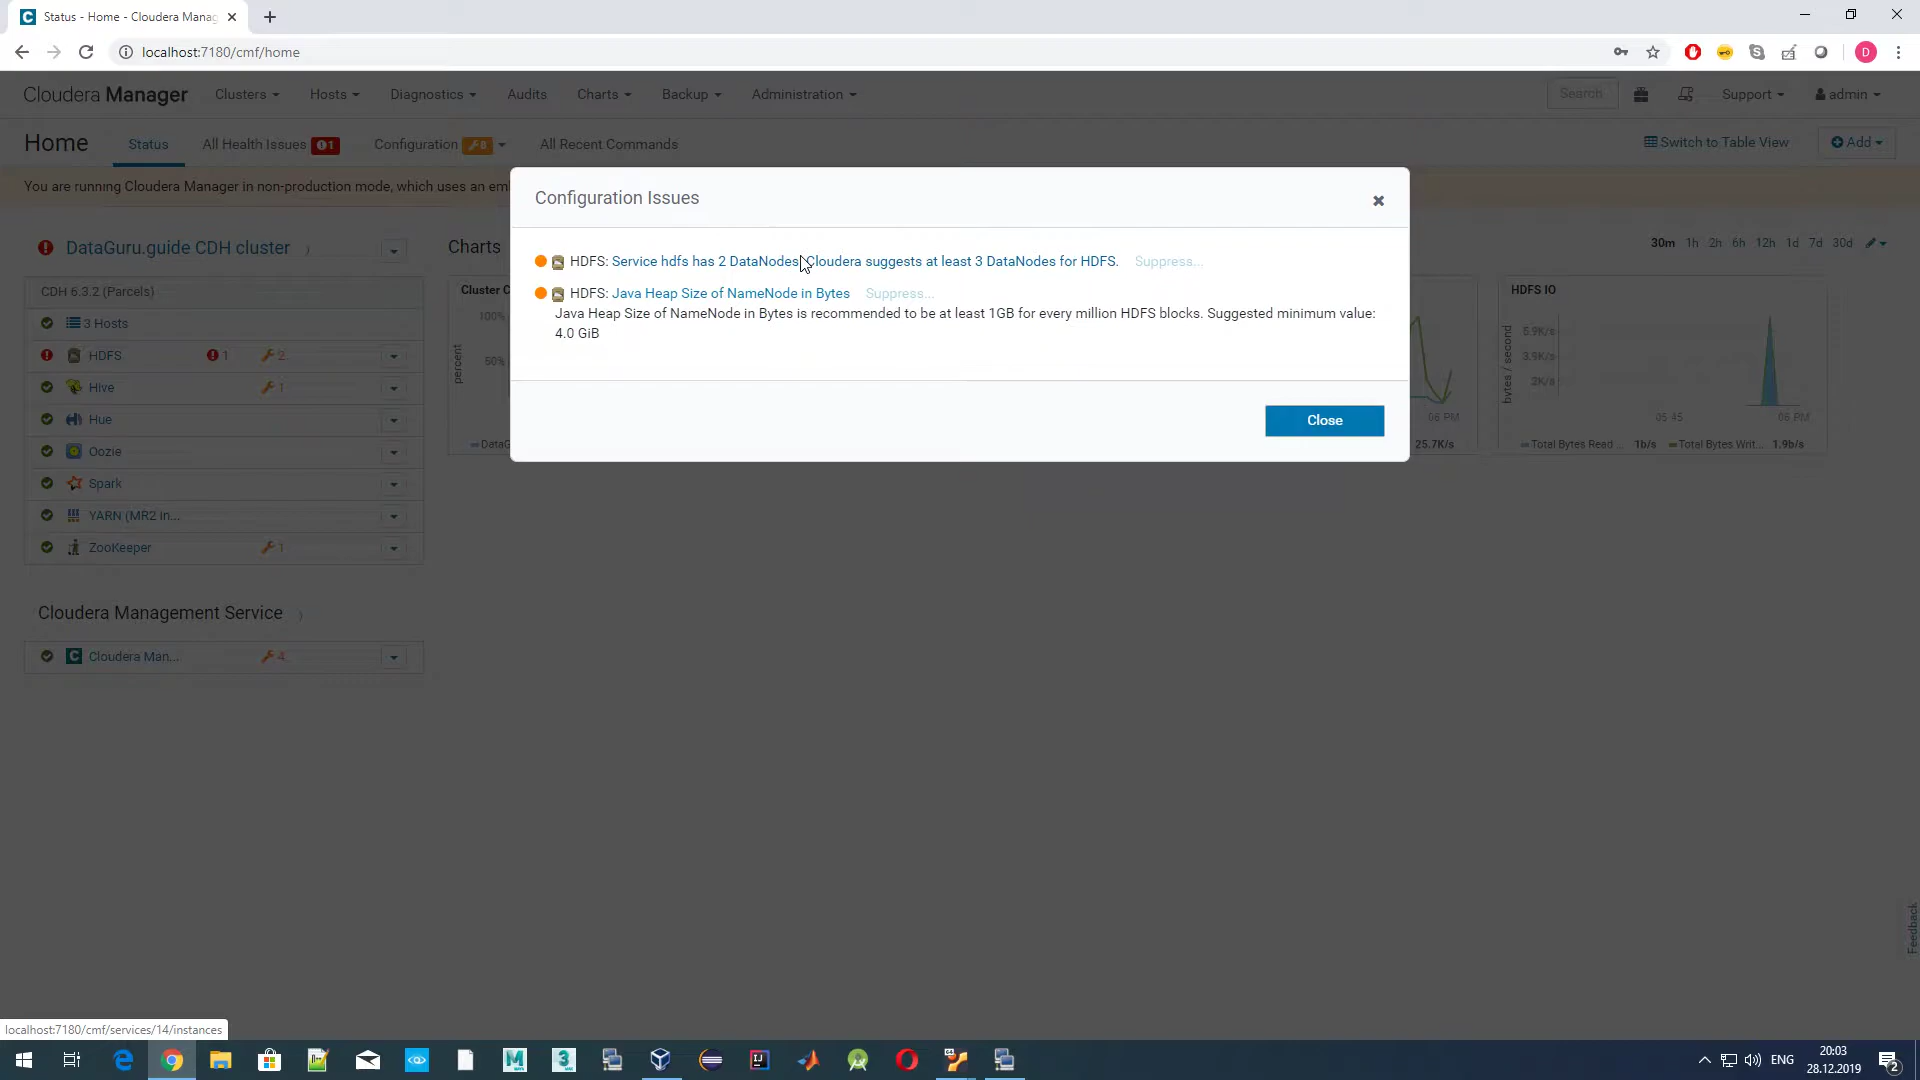 Status - Home - Cloudera Manag
localhost:7180/cmf/home
D
Cloudera Manager Clusters Hosts Diagnostics Audits Charts Backup Administration Search Support admin
Home Status All Health Issues 1 Configuration 8 All Recent Commands Switch to Table View Add
You are running Cloudera Manager in non-production mode, which uses an em
Configuration Issues
HDFS: Service hdfs has 2 DataNodes. Cloudera suggests at least 3 DataNodes for HDFS. Suppress...
HDFS: Java Heap Size of NameNode in Bytes Suppress...
Java Heap Size of NameNode in Bytes is recommended to be at least 1GB for every million HDFS blocks. Suggested minimum value:
4.0 GiB
Close
DataGuru.guide CDH cluster
CDH 6.3.2 (Parcels)
3 Hosts
HDFS 1 2
Hive 1
Hue
Oozie
Spark
YARN (MR2 in...
ZooKeeper 1
Cloudera Management Service
Cloudera Man... 4
Charts 30m 1h 2h 6h 12h 1d 7d 30d
Cluster C
percent
100%
50%
DataG
06 PM
25.7K/s
HDFS IO
bytes / second
5.9K/s
3.9K/s
2K/s
05:45 06 PM
Total Bytes Read ... 1b/s Total Bytes Writ... 1.9b/s
Feedback
localhost:7180/cmf/services/14/instances
ENG
20:03
28.12.2019
2